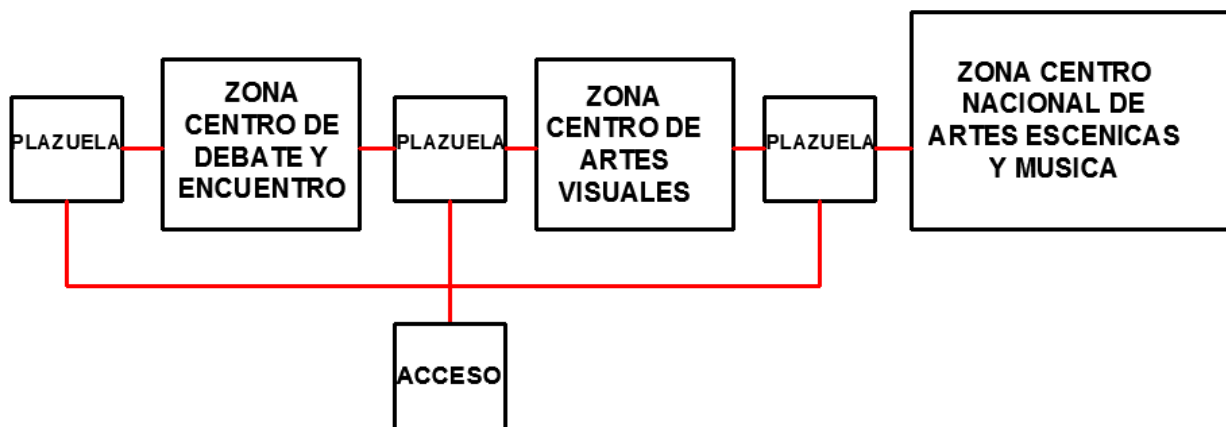 PLAZUELA
ZONA
CENTRO DE
DEBATE Y
ENCUENTRO
PLAZUELA
ZONA
CENTRO DE
ARTES
VISUALES
PLAZUELA
ZONA CENTRO
NACIONAL DE
ARTES ESCENICAS
Y MUSICA
ACCESO